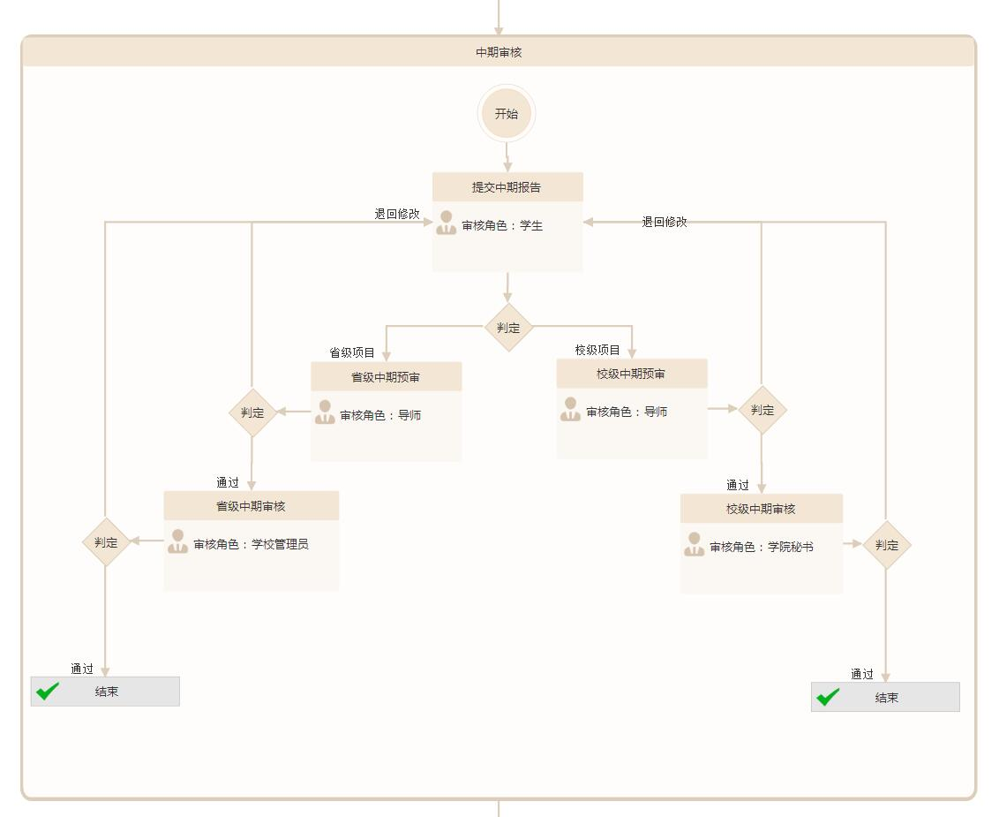 中期审核
开始
提交中期报告
退回修改
审核角色：学生
退回修改
判定
省级项目
校级项目
省级中期预审
校级中期预审
判定
审核角色：导师
审核角色：导师
判定
通过
通过
省级中期审核
校级中期审核
判定
审核角色：学校管理员
审核角色：学院秘书
判定
通过
结束
通过
结束